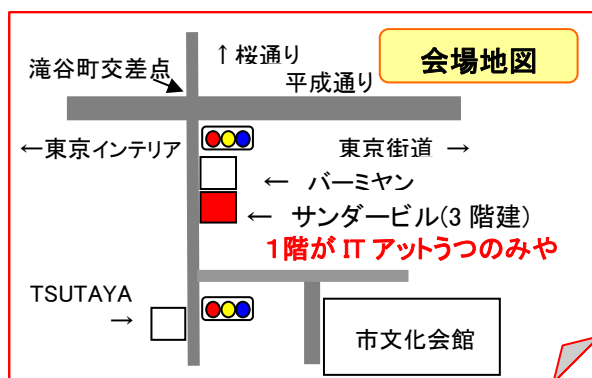 会場地図
↑桜通り
滝谷町交差点
平成通り
←東京インテリア
東京街道 →
← バーミヤン
← サンダービル(3 階建)
1階が IT アットうつのみや
TSUTAYA
→
市文化会館